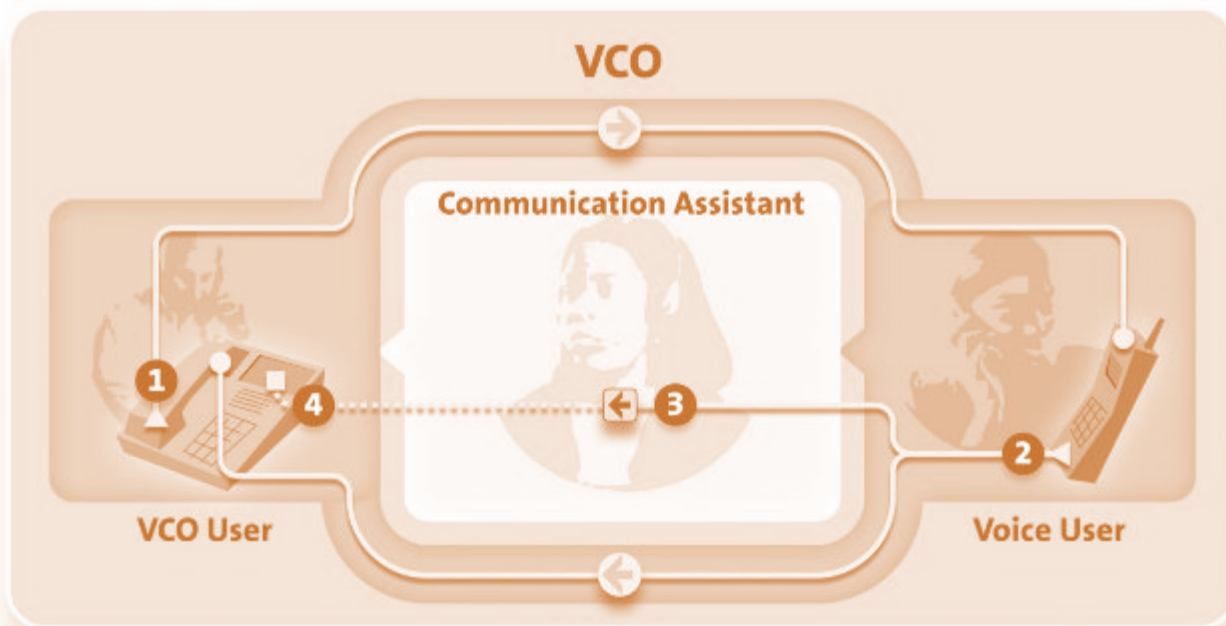 VCO
Communication Assistant
1
4
3
2
VCO User
Voice User